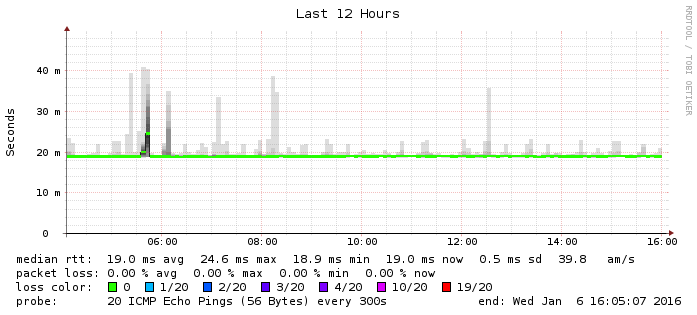 Last 12 Hours
RRDTOOL / TOBI OETIKER
Seconds
40 m
30 m
20 m
10 m
0
06:00 08:00 10:00 12:00 14:00 16:00
median rtt: 19.0 ms avg 24.6 ms max 18.9 ms min 19.0 ms now 0.5 ms sd 39.8 am/s
packet loss: 0.00 % avg 0.00 % max 0.00 % min 0.00 % now
loss color: 0 1/20 2/20 3/20 4/20 10/20 19/20
probe: 20 ICMP Echo Pings (56 Bytes) every 300s end: Wed Jan 6 16:05:07 2016